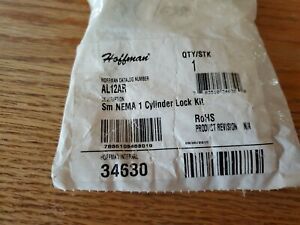 Hoffman
QTY/STK
1
HOFFMAN CATALOG NUMBER
AL12AR
DESCRIPTION
Sm NEMA 1 Cylinder Lock Kit
RoHS
PRODUCT REVISION N/A
HOFFMAN INTERNAL
34630